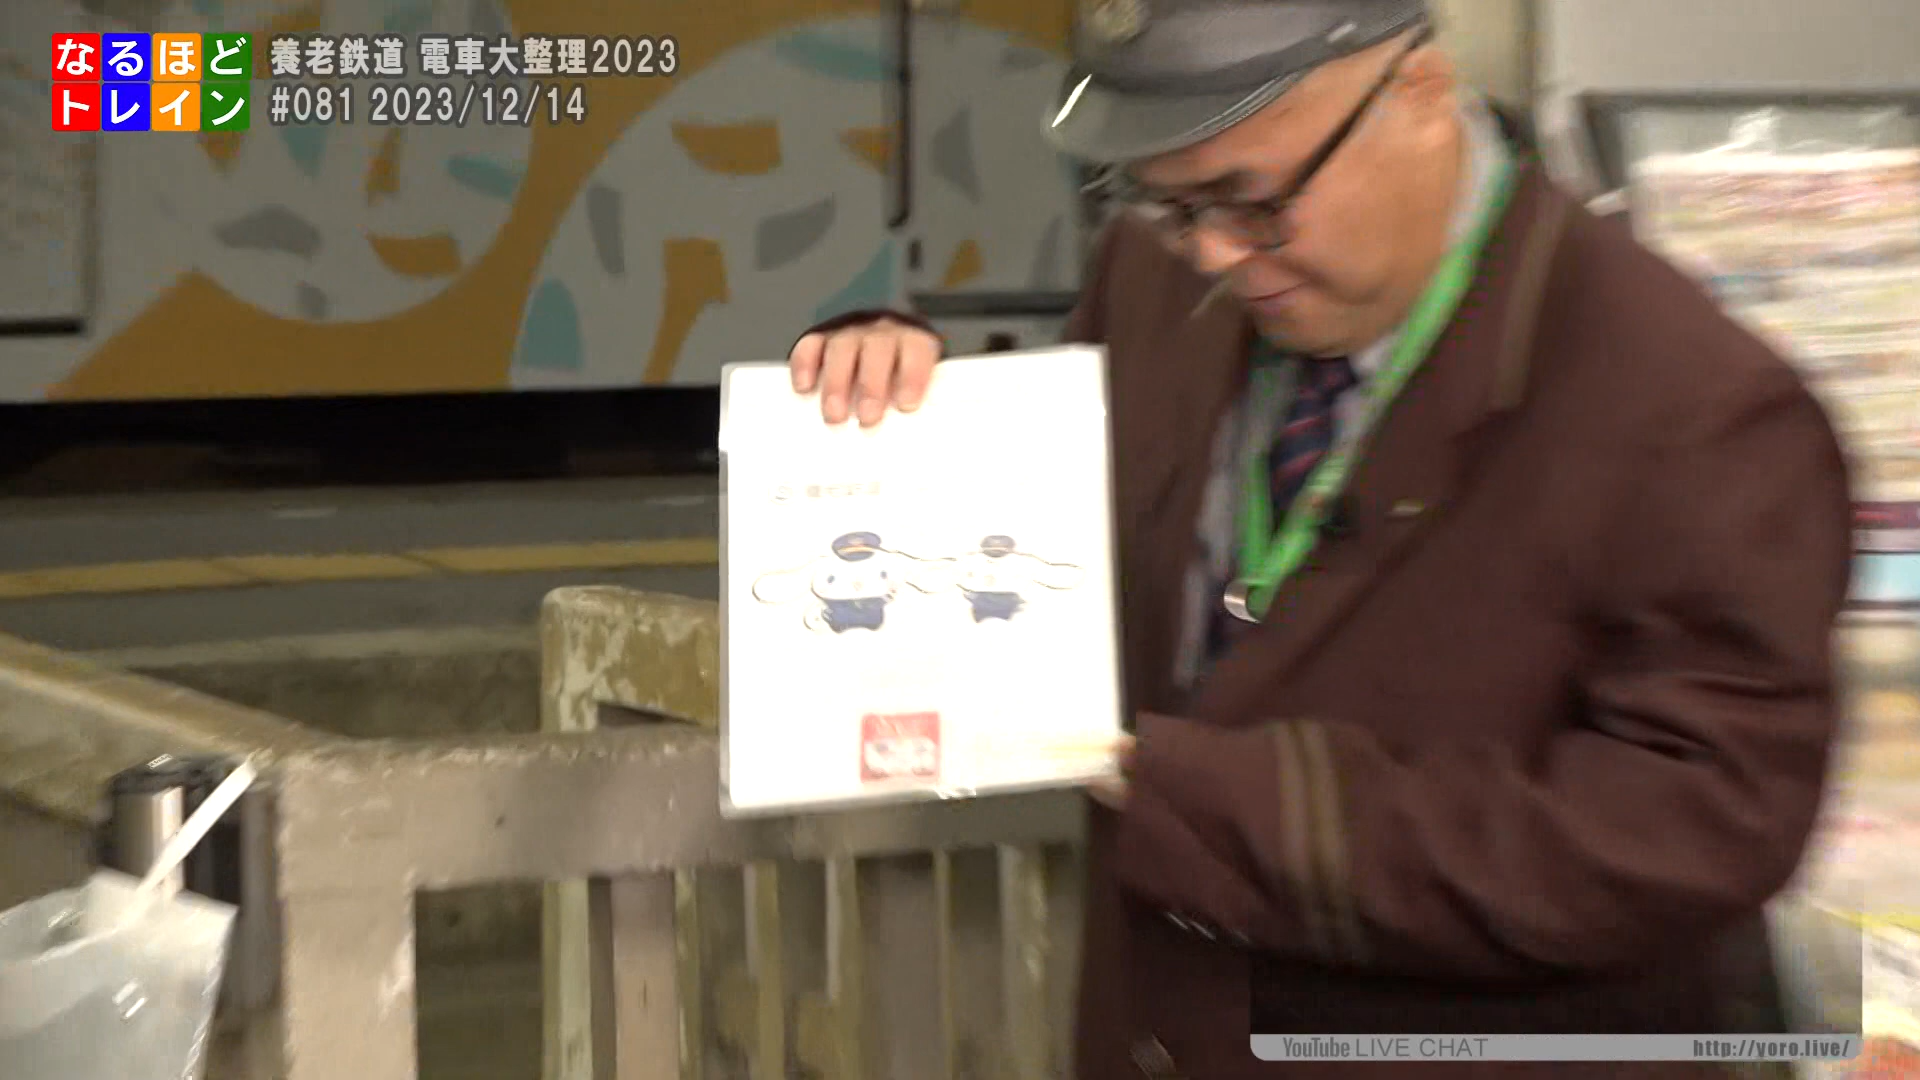 なるほど
トレイン
養老鉄道 電車大整理2023
#081 2023/12/14
YouTube LIVE CHAT
http://yoro.live/